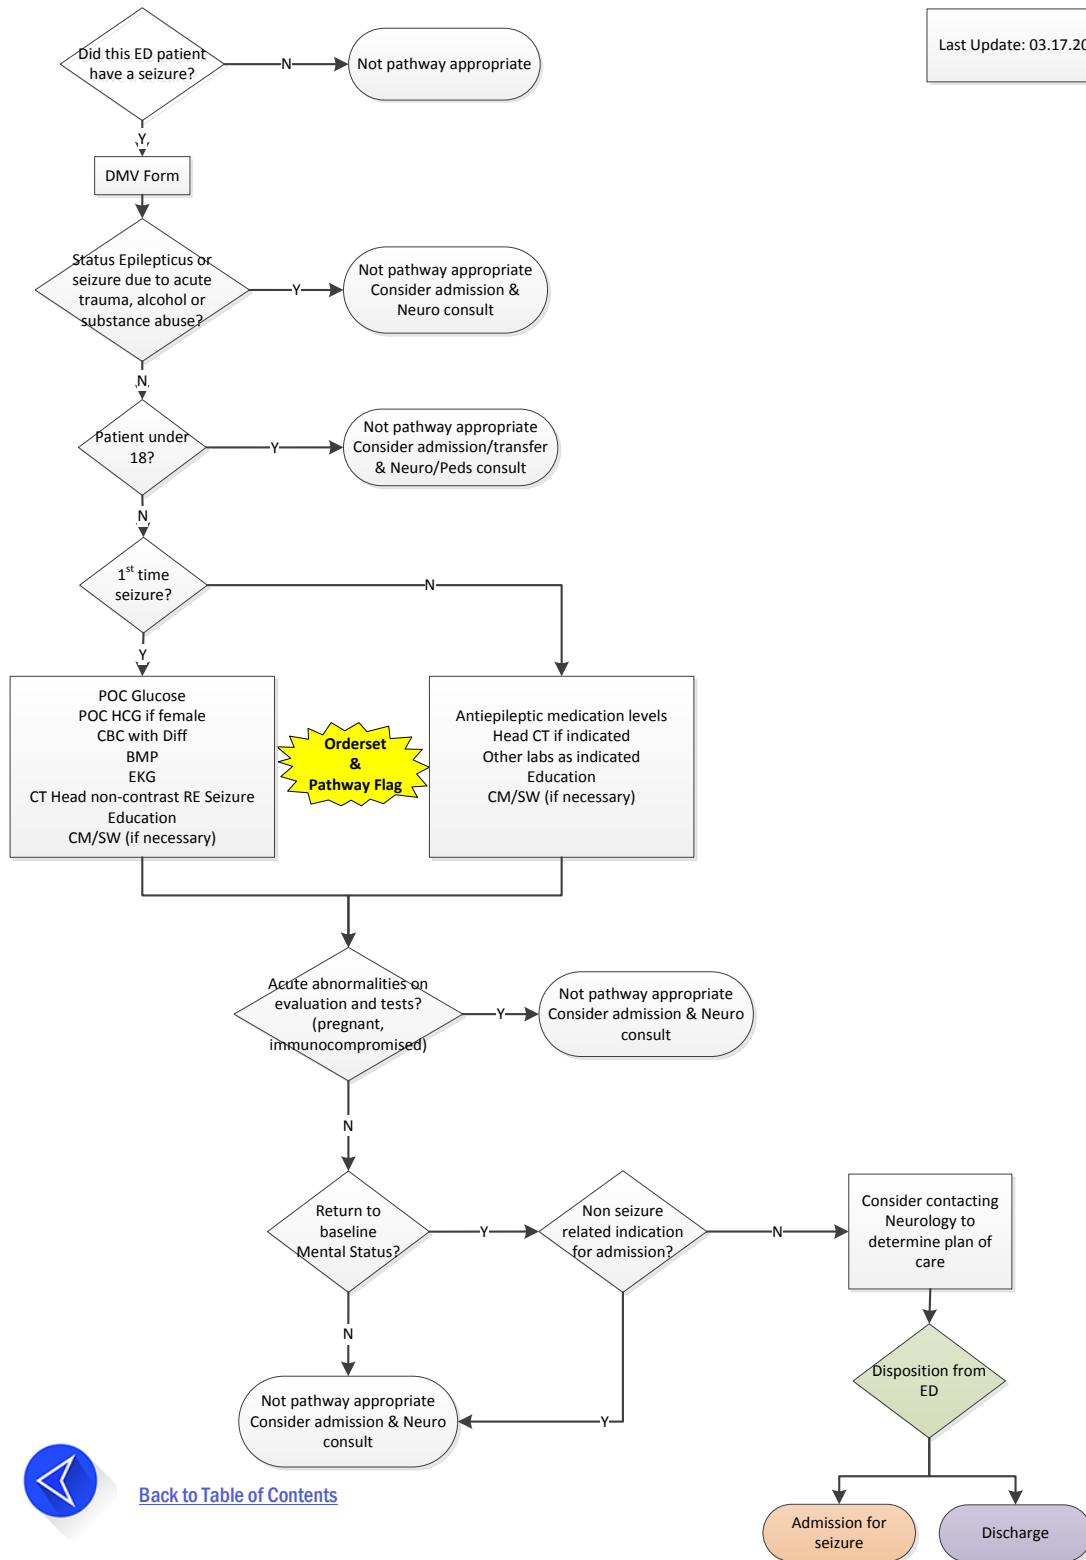 Did this ED patient
have a seizure?
N
Not pathway appropriate
Last Update: 03.17.20
Y
DMV Form
Status Epilepticus or
seizure due to acute
trauma, alcohol or
substance abuse?
Y
Not pathway appropriate
Consider admission &
Neuro consult
N
Patient under
18?
Y
Not pathway appropriate
Consider admission/transfer
& Neuro/Peds consult
N
1st time
seizure?
N
Y
POC Glucose
POC HCG if female
CBC with Diff
BMP
EKG
CT Head non-contrast RE Seizure
Education
CM/SW (if necessary)
Orderset
&
Pathway Flag
Antiepileptic medication levels
Head CT if indicated
Other labs as indicated
Education
CM/SW (if necessary)
Acute abnormalities on
evaluation and tests?
(pregnant,
immunocompromised)
Y
Not pathway appropriate
Consider admission & Neuro
consult
N
Return to
baseline
Mental Status?
Y
Non seizure
related indication
for admission?
N
Consider contacting
Neurology to
determine plan of
care
N
Y
Not pathway appropriate
Consider admission & Neuro
consult
Disposition from
ED
Back to Table of Contents
Admission for
seizure
Discharge